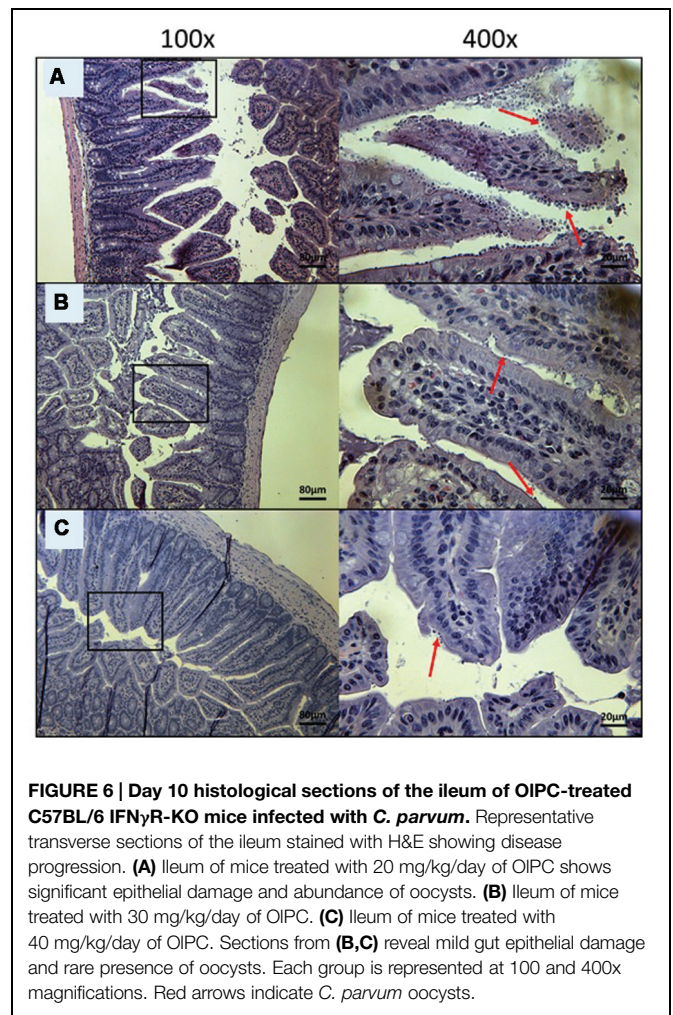 100x 400x
A
80µm 20µm
B
80µm 20µm
C
80µm 20µm
FIGURE 6 | Day 10 histological sections of the ileum of OIPC-treated
C57BL/6 IFNγR-KO mice infected with C. parvum. Representative
transverse sections of the ileum stained with H&E showing disease
progression. (A) Ileum of mice treated with 20 mg/kg/day of OIPC shows
significant epithelial damage and abundance of oocysts. (B) Ileum of mice
treated with 30 mg/kg/day of OIPC. (C) Ileum of mice treated with
40 mg/kg/day of OIPC. Sections from (B,C) reveal mild gut epithelial damage
and rare presence of oocysts. Each group is represented at 100 and 400x
magnifications. Red arrows indicate C. parvum oocysts.